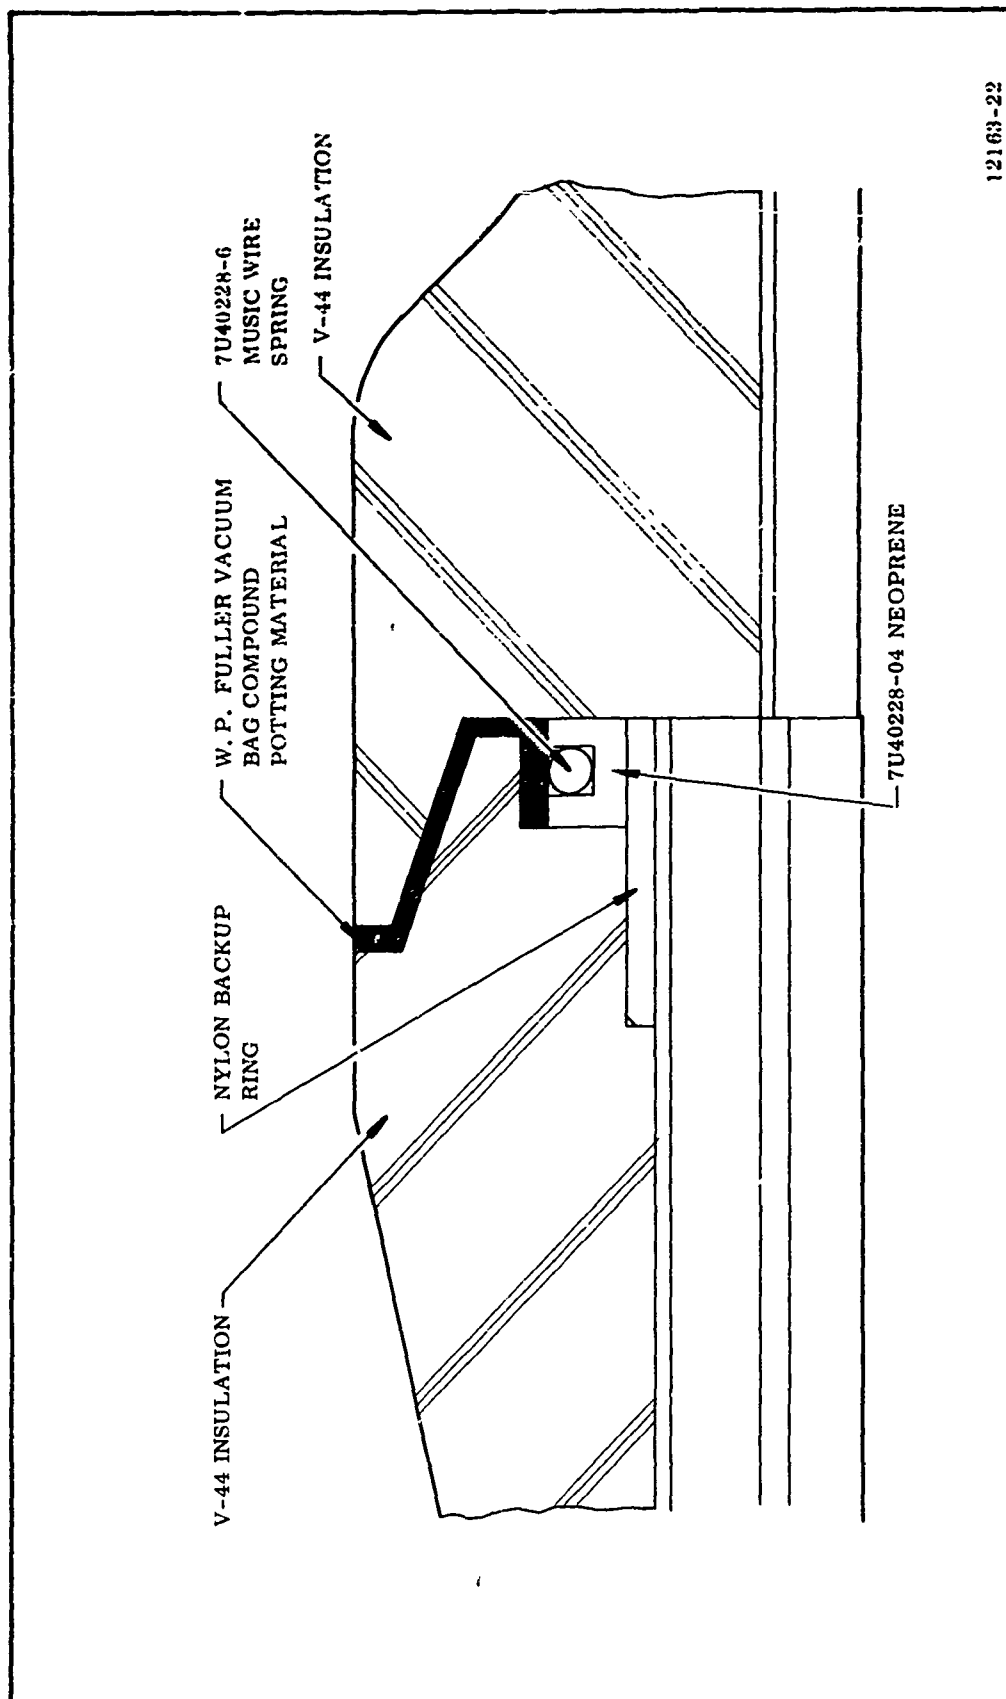 V-44 INSULATION
NYLON BACKUP
RING
W. P. FULLER VACUUM
BAG COMPOUND
POTTING MATERIAL
7U40228-6
MUSIC WIRE
SPRING
V-44 INSULATION
7U40228-04 NEOPRENE
12163-22